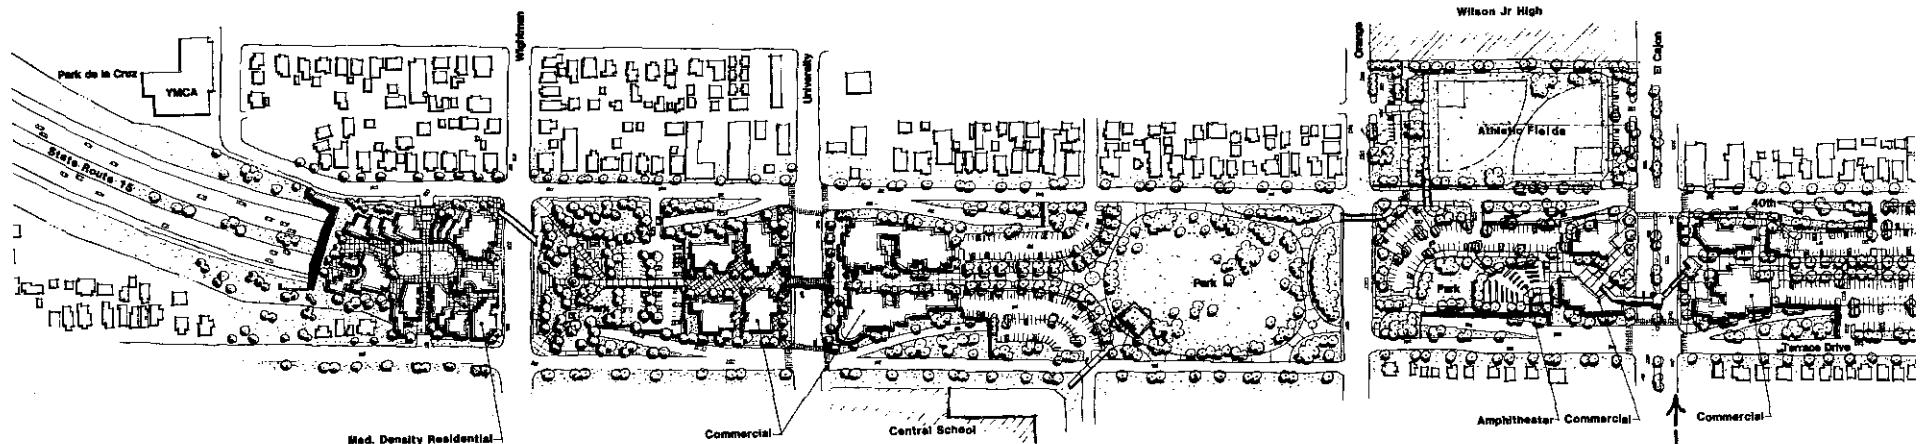 Wilson Jr High
Wightman
University
Orange
El Cajon
Park de la Cruz
YMCA
State Route 15
Athletic Fields
40th
Park
Park
Terrace Drive
Amphitheater
Commercial
Commercial
Commercial
Central School
Med. Density Residential